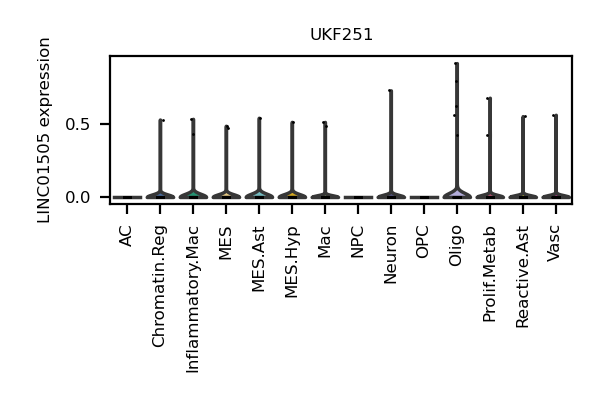 UKF251
LINC01505 expression
0.5
0.0
AC
Chromatin.Reg
Inflammatory.Mac
MES
MES.Ast
MES.Hyp
Mac
NPC
Neuron
OPC
Oligo
Prolif.Metab
Reactive.Ast
Vasc